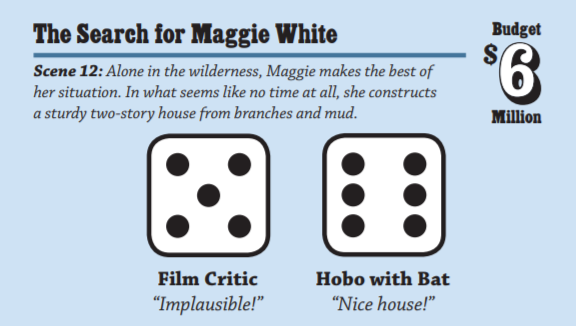 The Search for Maggie White
Budget
$6
Million
Scene 12: Alone in the wilderness, Maggie makes the best of
her situation. In what seems like no time at all, she constructs
a sturdy two-story house from branches and mud.
Film Critic
Hobo with Bat
“Implausible!”
“Nice house!”